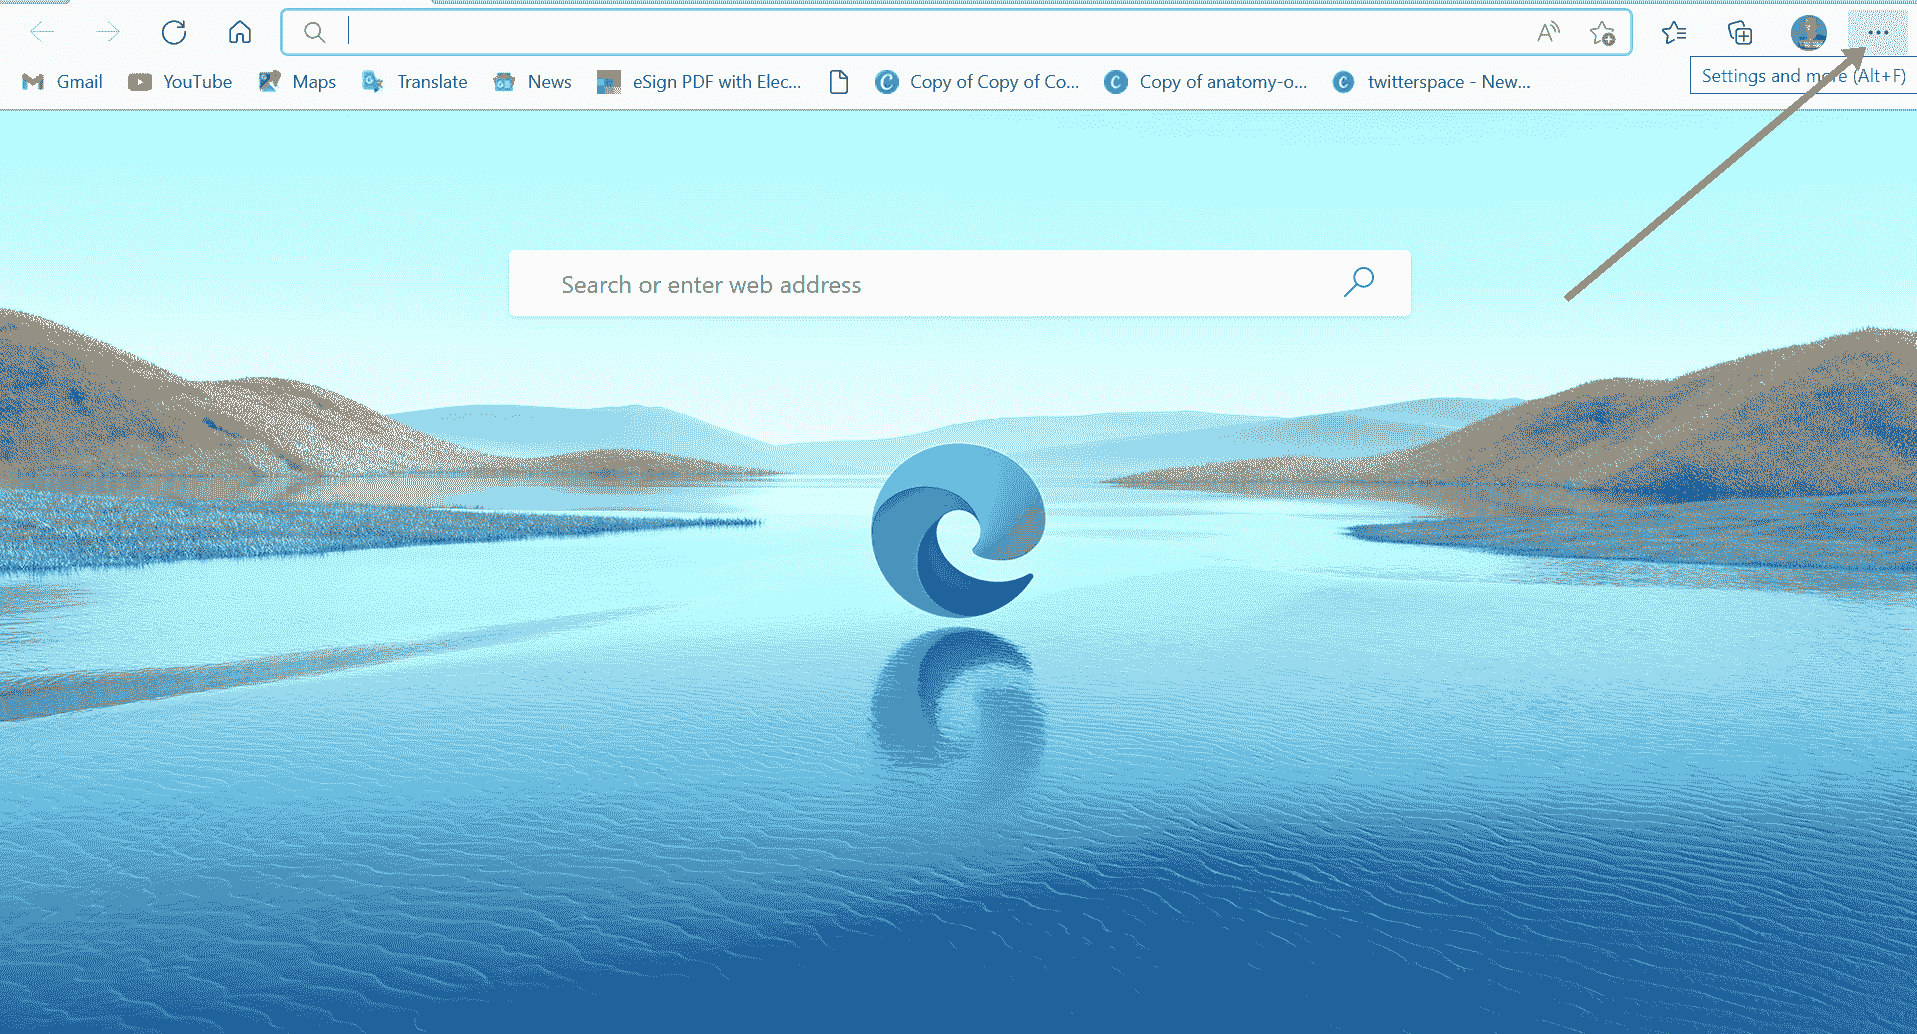 Gmail YouTube Maps Translate News eSign PDF with Elec... Copy of Copy of Co... Copy of anatomy-o... twitterspace - New...
Settings and more (Alt+F)
Search or enter web address